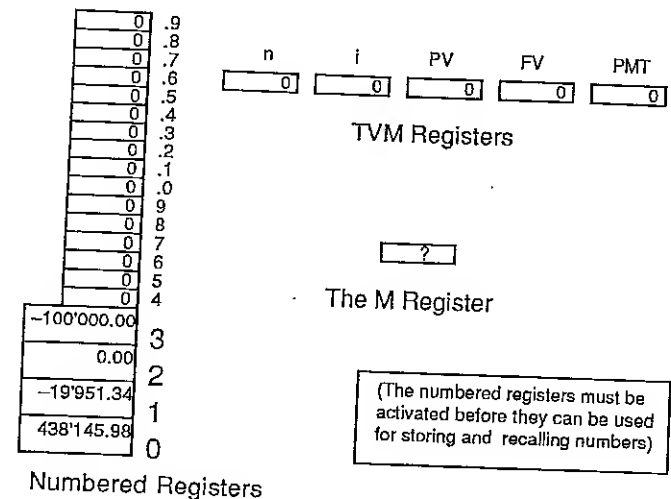 0 .9
0 .8
0 .7
0 .6
0 .5
0 .4
0 .3
0 .2
0 .1
0 .0
0 9
0 8
0 7
0 6
0 5
0 4
–100'000.00 3
0.00 2
–19'951.34 1
438'145.98 0
Numbered Registers
n i PV FV PMT
0 0 0 0 0
TVM Registers
?
The M Register
(The numbered registers must be
activated before they can be used
for storing and recalling numbers)